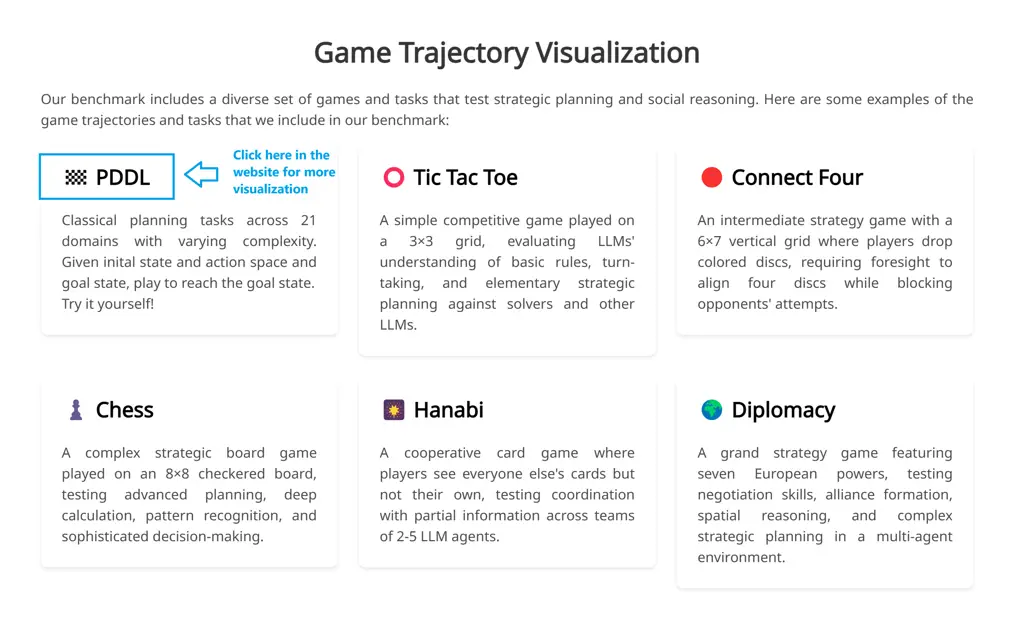 Game Trajectory Visualization
Our benchmark includes a diverse set of games and tasks that test strategic planning and social reasoning. Here are some examples of the
game trajectories and tasks that we include in our benchmark:
PDDL
Click here in the
website for more
visualization
Classical planning tasks across 21
domains with varying complexity.
Given inital state and action space and
goal state, play to reach the goal state.
Try it yourself!
Tic Tac Toe
A simple competitive game played on
a 3×3 grid, evaluating LLMs'
understanding of basic rules, turn-
taking, and elementary strategic
planning against solvers and other
LLMs.
Connect Four
An intermediate strategy game with a
6×7 vertical grid where players drop
colored discs, requiring foresight to
align four discs while blocking
opponents' attempts.
Chess
A complex strategic board game
played on an 8×8 checkered board,
testing advanced planning, deep
calculation, pattern recognition, and
sophisticated decision-making.
Hanabi
A cooperative card game where
players see everyone else's cards but
not their own, testing coordination
with partial information across teams
of 2-5 LLM agents.
Diplomacy
A grand strategy game featuring
seven European powers, testing
negotiation skills, alliance formation,
spatial reasoning, and complex
strategic planning in a multi-agent
environment.